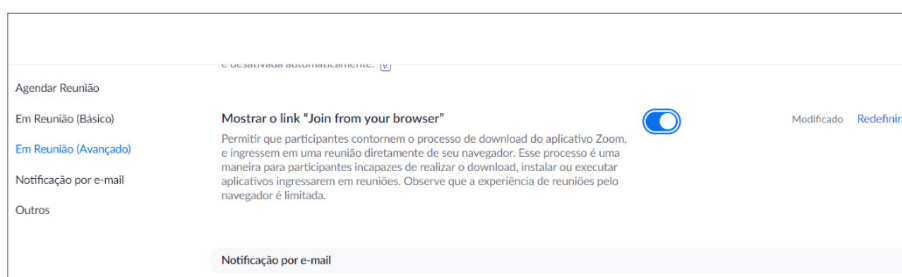 e desativada automaticamente.
Agendar Reunião
Em Reunião (Básico)
Mostrar o link “Join from your browser”
Modificado Redefinir
Em Reunião (Avançado)
Permitir que participantes contornem o processo de download do aplicativo Zoom,
e ingressem em uma reunião diretamente de seu navegador. Esse processo é uma
maneira para participantes incapazes de realizar o download, instalar ou executar
aplicativos ingressarem em reuniões. Observe que a experiência de reuniões pelo
navegador é limitada.
Notificação por e-mail
Outros
Notificação por e-mail